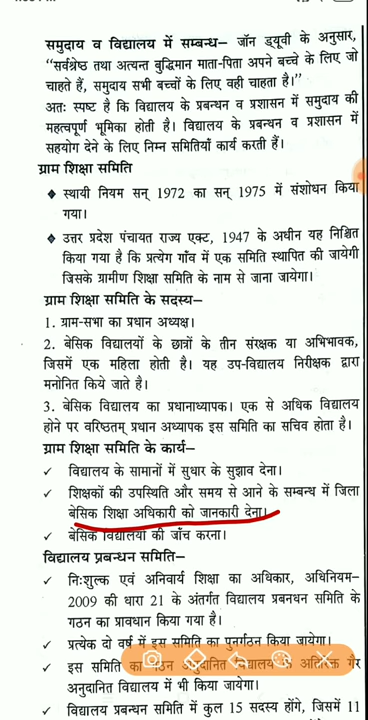 समुदाय व विद्यालय में सम्बन्ध– जॉन ड्यूवी के अनुसार,
“सर्वश्रेष्ठ तथा अत्यन्त बुद्धिमान माता-पिता अपने बच्चे के लिए जो
चाहते हैं, समुदाय सभी बच्चों के लिए वही चाहता है।”
अतः स्पष्ट है कि विद्यालय के प्रबन्धन व प्रशासन में समुदाय की
महत्वपूर्ण भूमिका होती है। विद्यालय के प्रबन्धन व प्रशासन में
सहयोग देने के लिए निम्न समितियाँ कार्य करती हैं।
ग्राम शिक्षा समिति
❖ स्थायी नियम सन् 1972 का सन् 1975 में संशोधन किया
गया।
❖ उत्तर प्रदेश पंचायत राज्य एक्ट, 1947 के अधीन यह निश्चित
किया गया है कि प्रत्येग गाँव में एक समिति स्थापित की जायेगी
जिसके ग्रामीण शिक्षा समिति के नाम से जाना जायेगा।
ग्राम शिक्षा समिति के सदस्य–
1. ग्राम-सभा का प्रधान अध्यक्ष।
2. बेसिक विद्यालयों के छात्रों के तीन संरक्षक या अभिभावक,
जिसमें एक महिला होती है। यह उप-विद्यालय निरीक्षक द्वारा
मनोनित किये जाते है।
3. बेसिक विद्यालय का प्रधानाध्यापक। एक से अधिक विद्यालय
होने पर वरिष्ठतम् प्रधान अध्यापक इस समिति का सचिव होता है।
ग्राम शिक्षा समिति के कार्य–
✓ विद्यालय के सामानों में सुधार के सुझाव देना।
✓ शिक्षकों की उपस्थिति और समय से आने के सम्बन्ध में जिला
बेसिक शिक्षा अधिकारी को जानकारी देना।
✓ बेसिक विद्यालयों की जाँच करना।
विद्यालय प्रबन्धन समिति–
✓ निःशुल्क एवं अनिवार्य शिक्षा का अधिकार, अधिनियम–
2009 की धारा 21 के अंतर्गत विद्यालय प्रबनधन समिति के
गठन का प्रावधान किया गया है।
✓ प्रत्येक दो वर्ष में इस समिति का पुनर्गठन किया जायेगा।
✓ इस समिति का गठन अनुदानित विद्यालय के अतिरिक्त गैर
अनुदानित विद्यालय में भी किया जायेगा।
✓ विद्यालय प्रबन्धन समिति में कुल 15 सदस्य होंगे, जिसमें 11